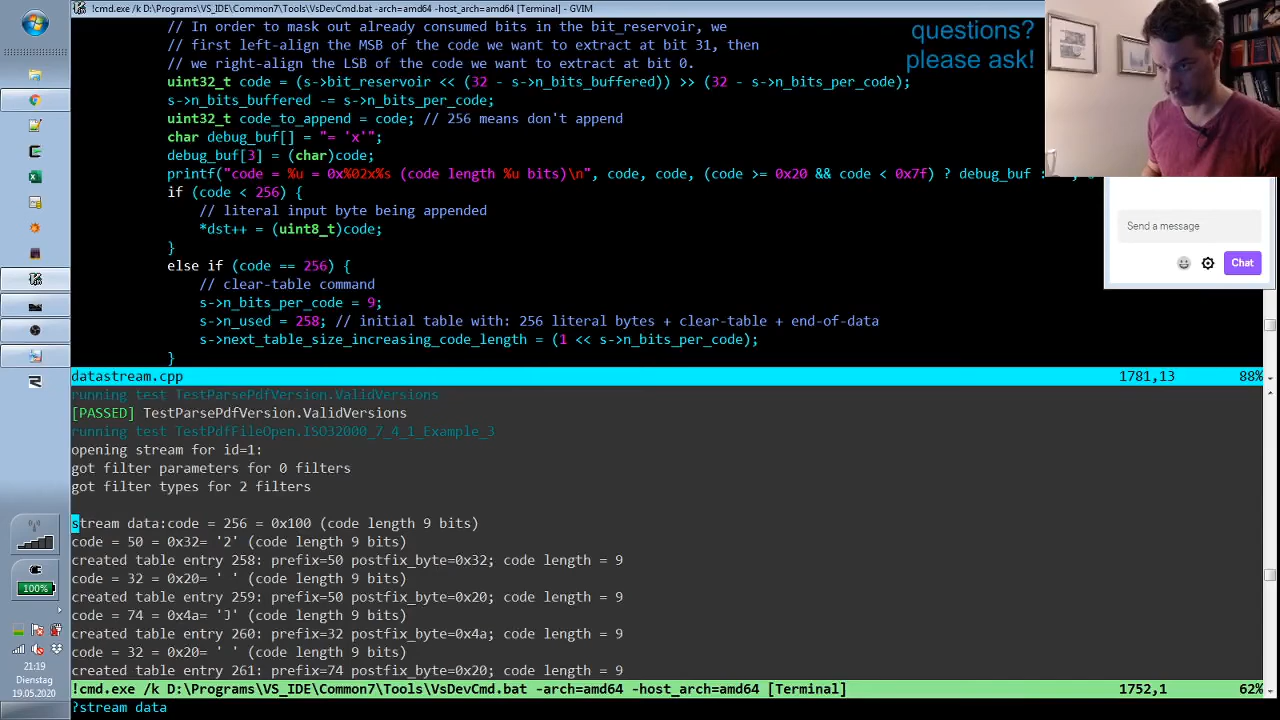 !cmd.exe /k D:\Programs\VS_IDE\Common7\Tools\VsDevCmd.bat -arch=amd64 -host_arch=amd64 [Terminal] - GVIM
// In order to mask out already consumed bits in the bit_reservoir, we
// first left-align the MSB of the code we want to extract at bit 31, then
// we right-align the LSB of the code we want to extract at bit 0.
uint32_t code = (s->bit_reservoir << (32 - s->n_bits_buffered)) >> (32 - s->n_bits_per_code);
s->n_bits_buffered -= s->n_bits_per_code;
uint32_t code_to_append = code; // 256 means don't append
char debug_buf[] = "= 'x'";
debug_buf[3] = (char)code;
printf("code = %u = 0x%02x%s (code length %u bits)\n", code, code, (code >= 0x20 && code < 0x7f) ? debug_buf :
if (code < 256) {
// literal input byte being appended
*dst++ = (uint8_t)code;
}
else if (code == 256) {
// clear-table command
s->n_bits_per_code = 9;
s->n_used = 258; // initial table with: 256 literal bytes + clear-table + end-of-data
s->next_table_size_increasing_code_length = (1 << s->n_bits_per_code);
}
questions?
please ask!
Send a message
Chat
datastream.cpp 1781,13 88%
running test TestParsePdfVersion.ValidVersions
[PASSED] TestParsePdfVersion.ValidVersions
running test TestPdfFileOpen.ISO32000_7_4_1_Example_3
opening stream for id=1:
got filter parameters for 0 filters
got filter types for 2 filters
stream data:code = 256 = 0x100 (code length 9 bits)
code = 50 = 0x32= '2' (code length 9 bits)
created table entry 258: prefix=50 postfix_byte=0x32; code length = 9
code = 32 = 0x20= ' ' (code length 9 bits)
created table entry 259: prefix=50 postfix_byte=0x20; code length = 9
code = 74 = 0x4a= 'J' (code length 9 bits)
created table entry 260: prefix=32 postfix_byte=0x4a; code length = 9
code = 32 = 0x20= ' ' (code length 9 bits)
created table entry 261: prefix=74 postfix_byte=0x20; code length = 9
!cmd.exe /k D:\Programs\VS_IDE\Common7\Tools\VsDevCmd.bat -arch=amd64 -host_arch=amd64 [Terminal] 1752,1 62%
?stream data
100%
21:19
Dienstag
19.05.2020